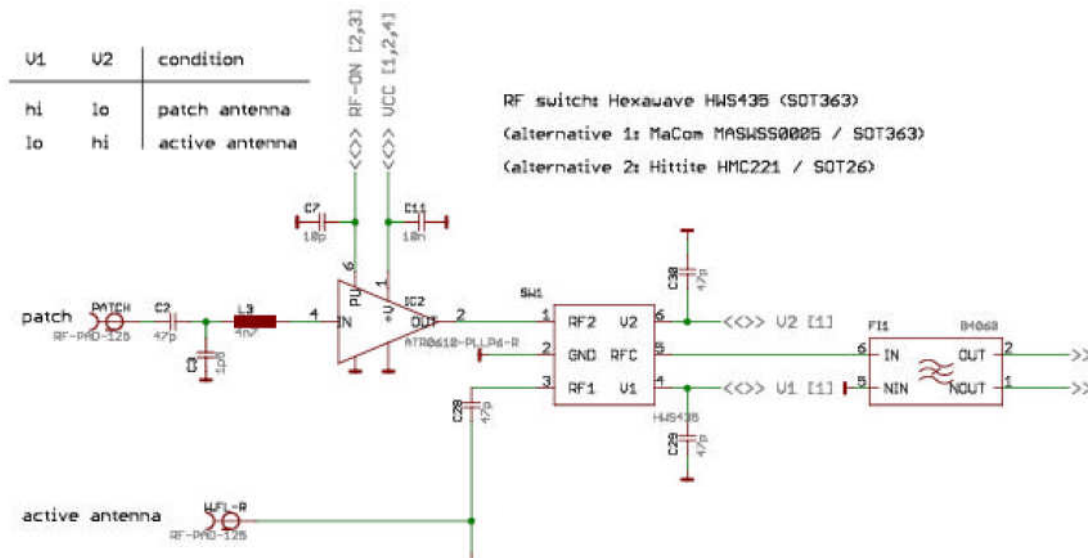 V1 V2 condition
hi lo patch antenna
lo hi active antenna
RF-ON [2,3]
VCC [1,2,4]
RF switch: Hexawave HWS435 (SOT363)
(alternative 1: MaCom MASWSS0005 / SOT363)
(alternative 2: Hittite HMC221 / SOT26)
C7
10p
C11
10n
6
1
PU
+V
IC2
patch
PATCH
RF-PAD-125
C2
47p
L3
4n7
4
IN
OUT
2
ATR0610-PLLP6-R
C3
1p5
SW1
1 RF2 V2 6
2 GND RFC 5
3 RF1 V1 4
HWS435
C30
47p
V2 [1]
V1 [1]
C29
47p
C28
47p
FI1
B4060
6 IN OUT 2
5 NIN NOUT 1
active antenna
RF-PAD-125